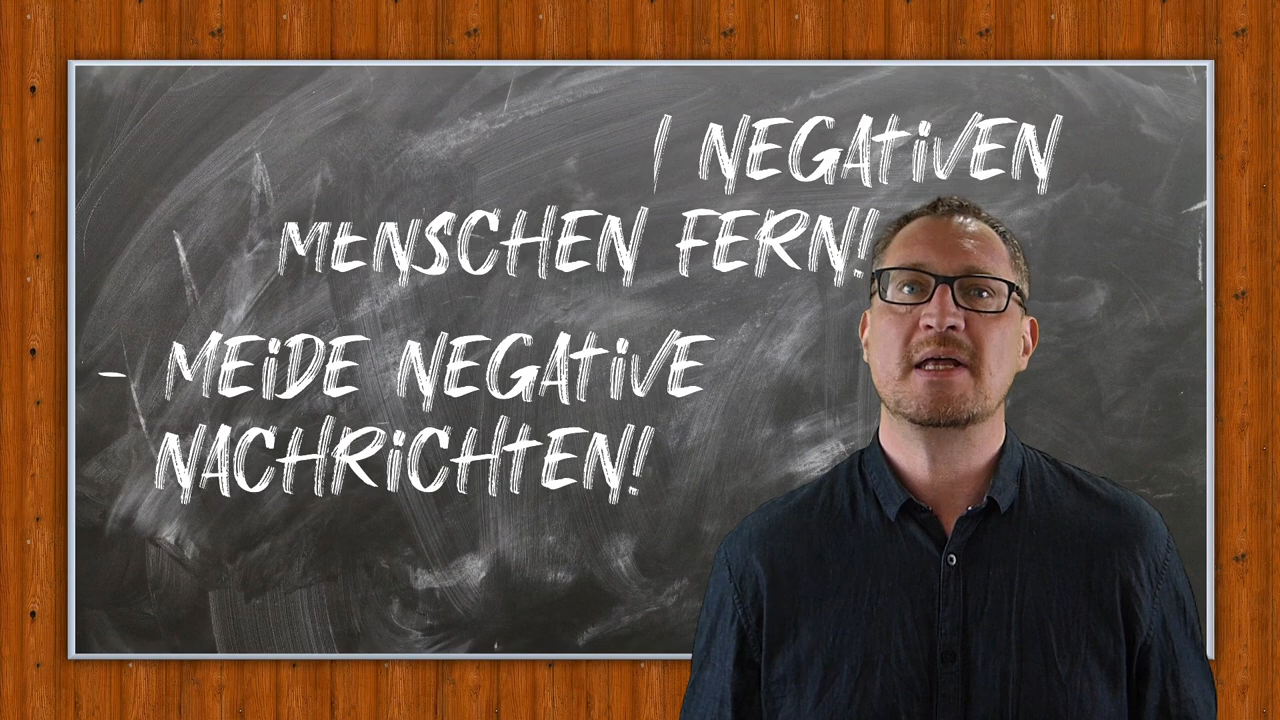 NEGATIVEN
MENSCHEN FERN!
- MEIDE NEGATIVE
NACHRICHTEN!